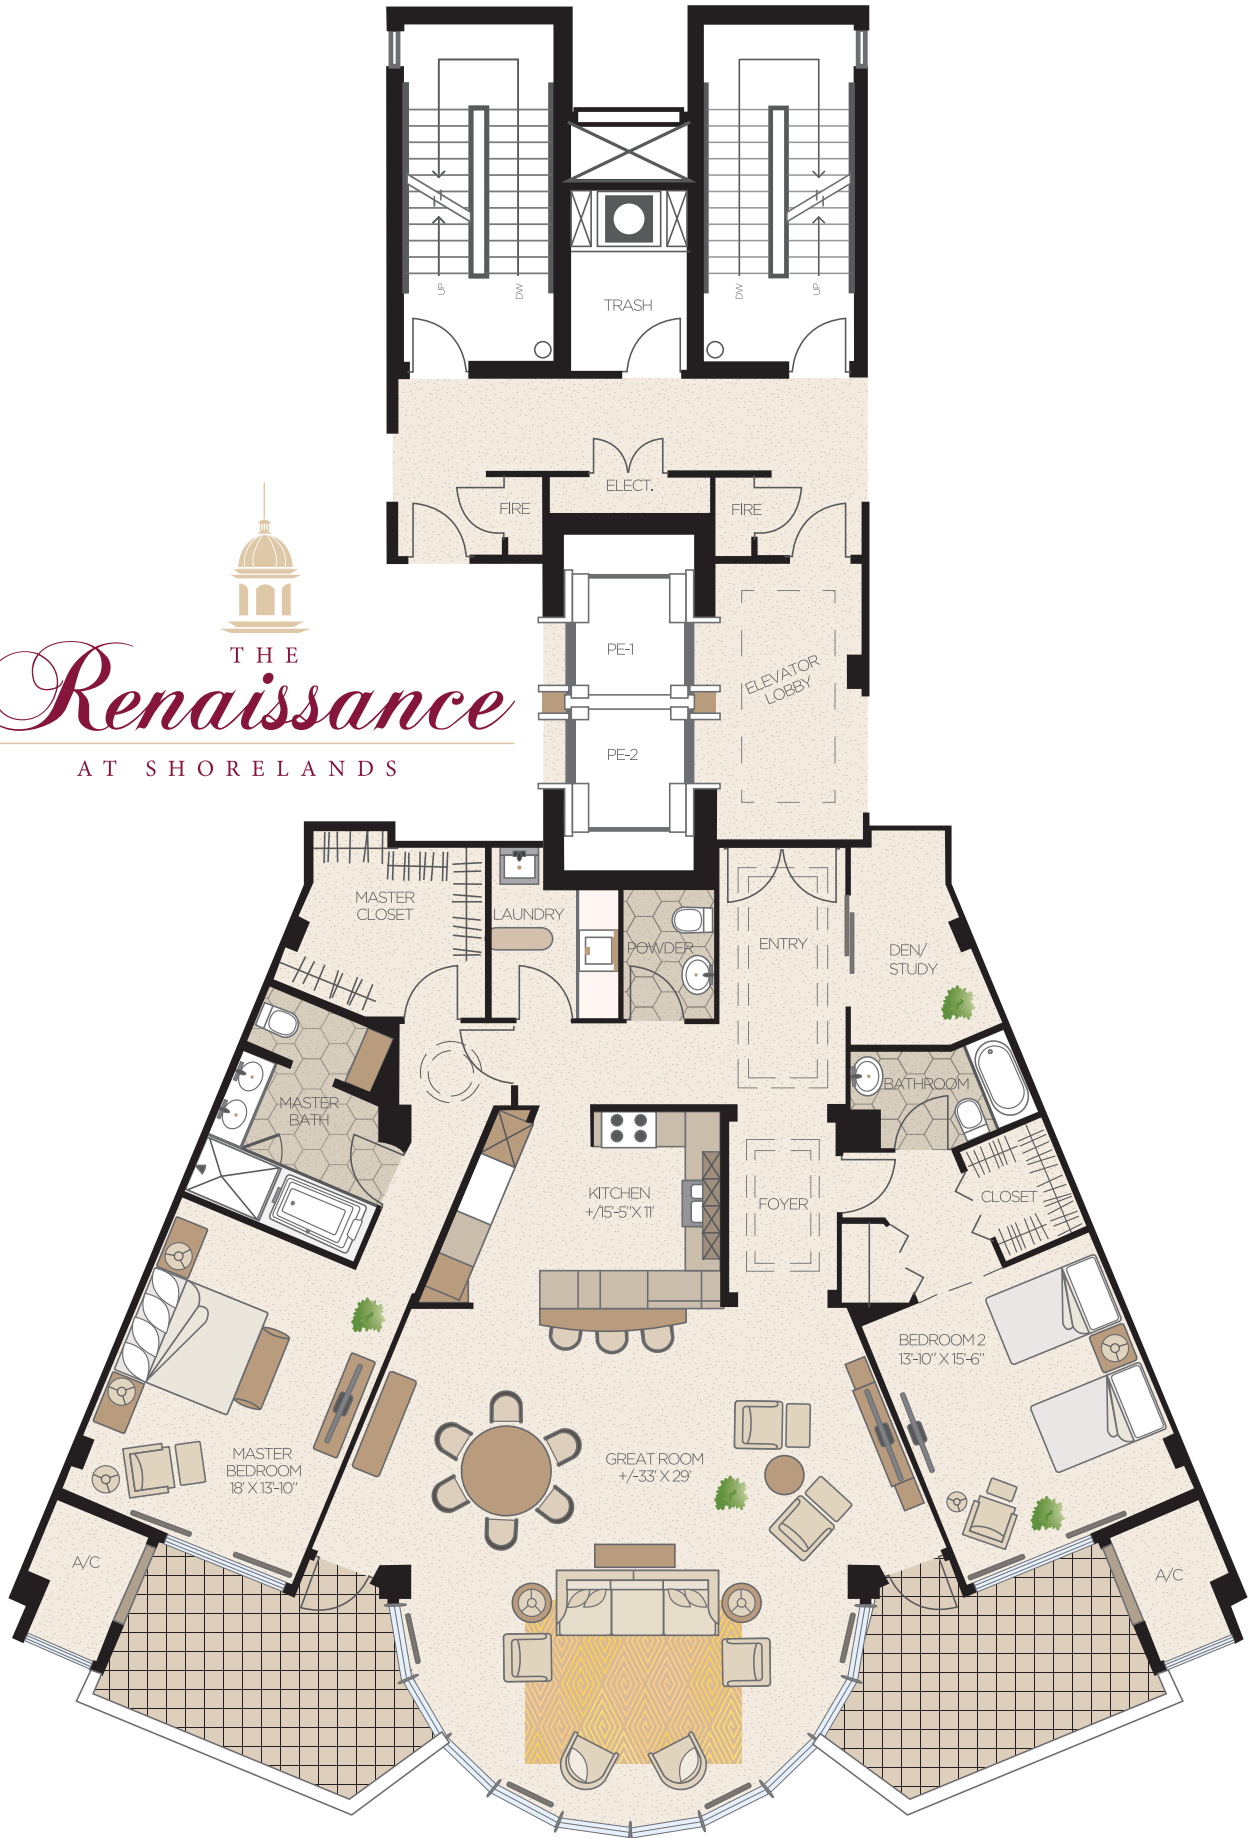 UP
DW
DW
UP
TRASH
ELECT.
FIRE
FIRE
THE
Renaissance
AT SHORELANDS
PE-1
PE-2
ELEVATOR
LOBBY
MASTER
CLOSET
LAUNDRY
POWDER
ENTRY
DEN/
STUDY
MASTER
BATH
BATHROOM
KITCHEN
+/15'-5" X 11'
FOYER
CLOSET
BEDROOM 2
13'-10" X 15'-6"
MASTER
BEDROOM
18' X 13'-10"
GREAT ROOM
+/-33' X 29'
A/C
A/C